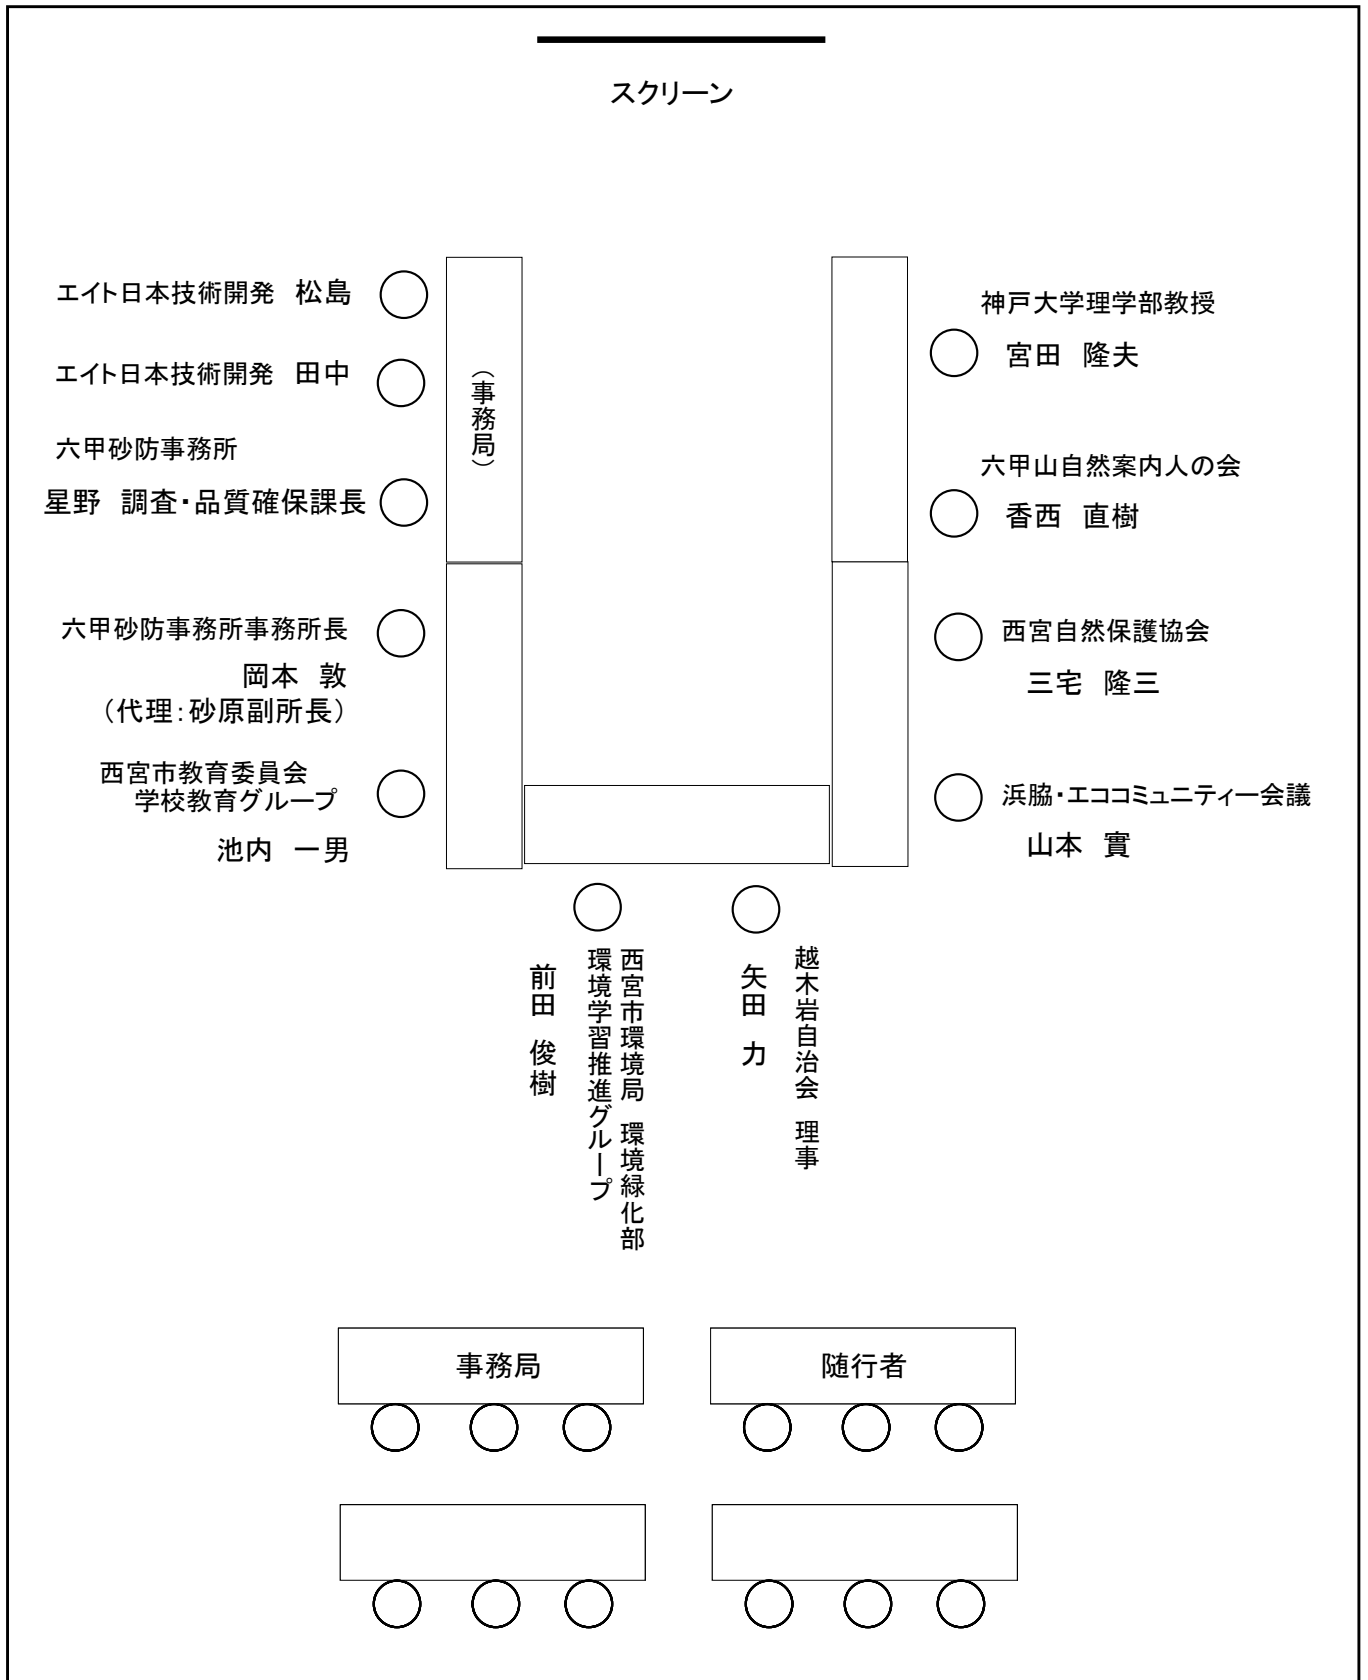 スクリーン
エイト日本技術開発　松島
エイト日本技術開発　田中
六甲砂防事務所
星野　調査・品質確保課長
六甲砂防事務所事務所長
岡本　敦
（代理：砂原副所長）
西宮市教育委員会
学校教育グループ
池内　一男
（事務局）
神戸大学理学部教授
宮田　隆夫
六甲山自然案内人の会
香西　直樹
西宮自然保護協会
三宅　隆三
浜脇・エココミュニティー会議
山本　實
西宮市環境局　環境緑化部
環境学習推進グループ
前田　俊樹
越木岩自治会　理事
矢田　力
事務局
随行者